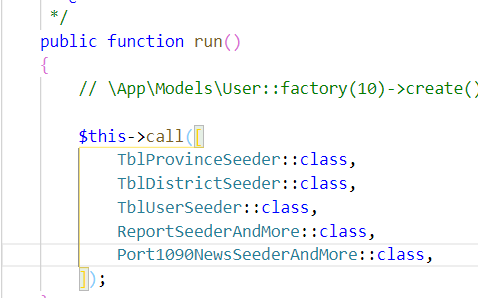 */
public function run()
{
// \App\Models\User::factory(10)->create()
$this->call([
TblProvinceSeeder::class,
TblDistrictSeeder::class,
TblUserSeeder::class,
ReportSeederAndMore::class,
Port1090NewsSeederAndMore::class,
]);